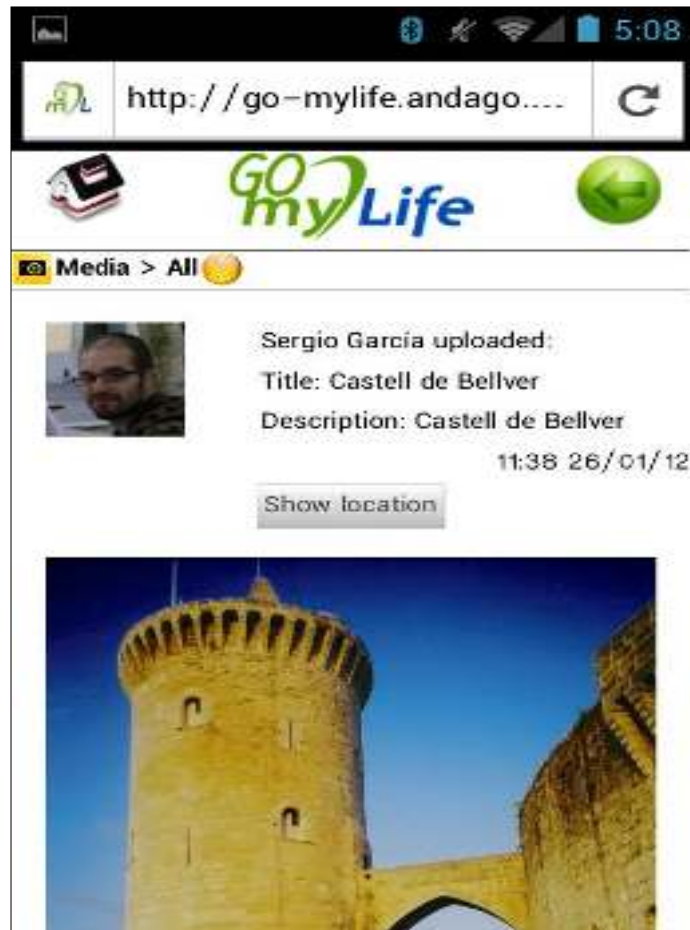 5:08
http://go-mylife.andago....
GO
my Life
Media > All
Sergio García uploaded:
Title: Castell de Bellver
Description: Castell de Bellver
11:38 26/01/12
Show location